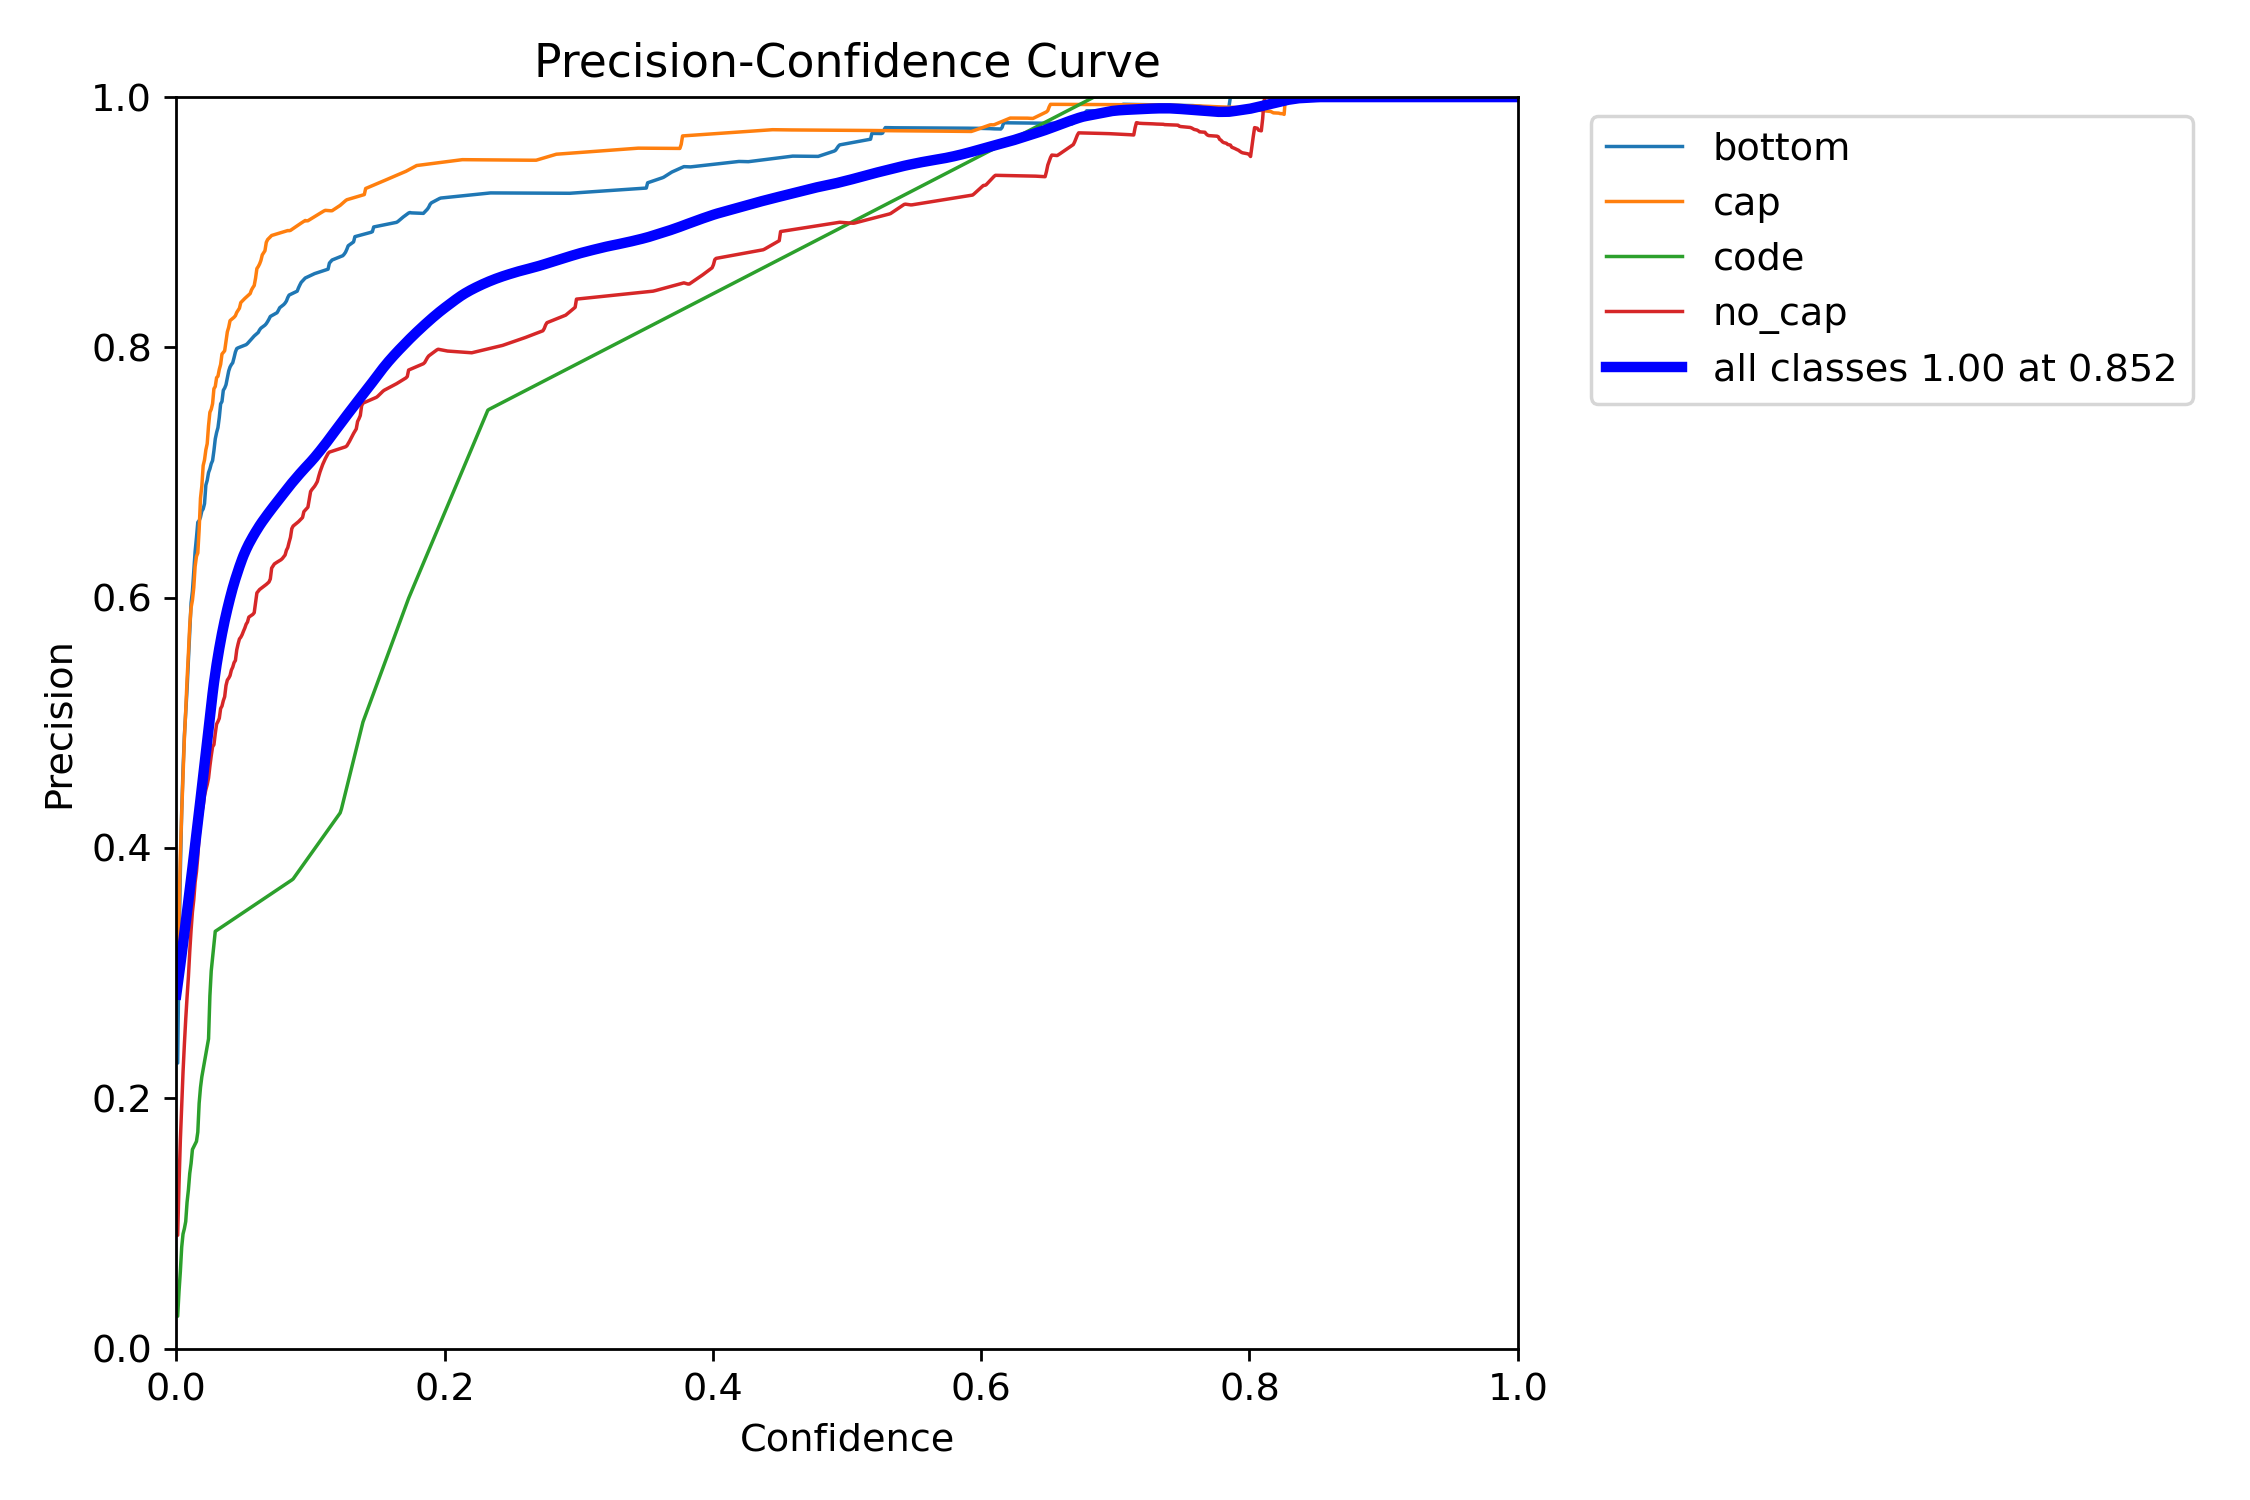 Precision-Confidence Curve
1.0
0.8
0.6
0.4
0.2
0.0
Precision
0.0 0.2 0.4 0.6 0.8 1.0
Confidence
bottom
cap
code
no_cap
all classes 1.00 at 0.852